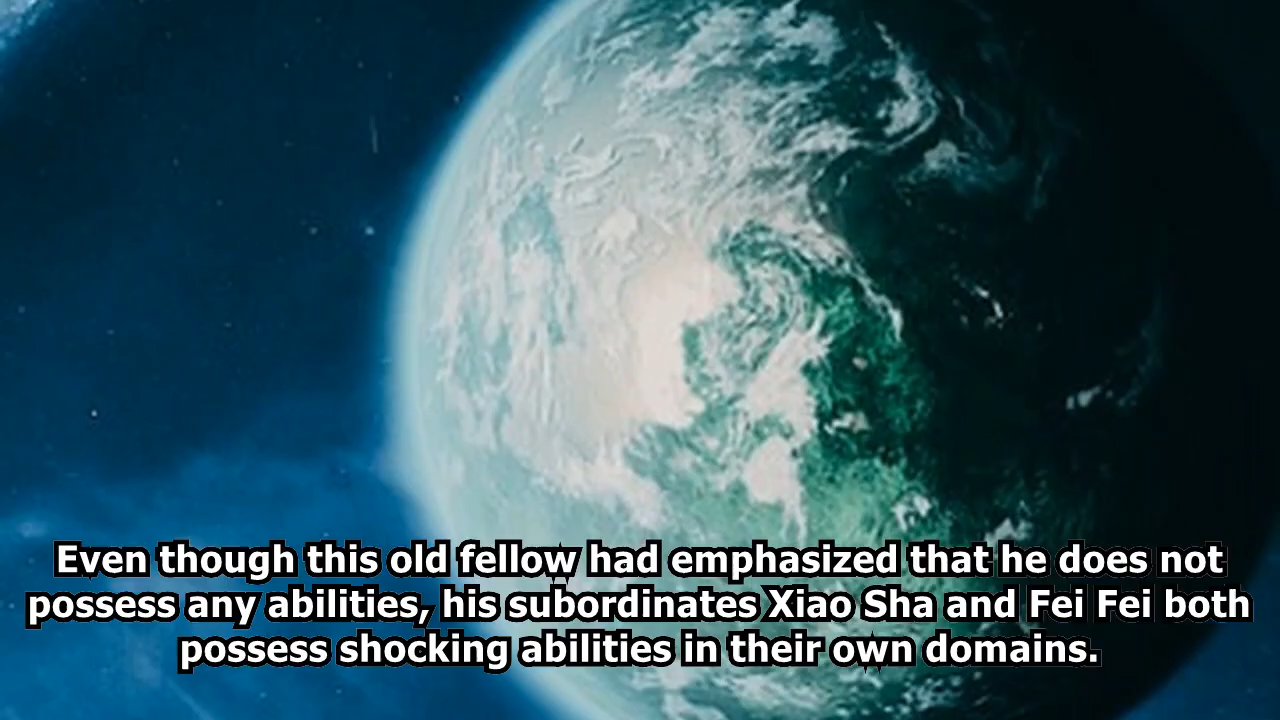 Even though this old fellow had emphasized that he does not
possess any abilities, his subordinates Xiao Sha and Fei Fei both
possess shocking abilities in their own domains.